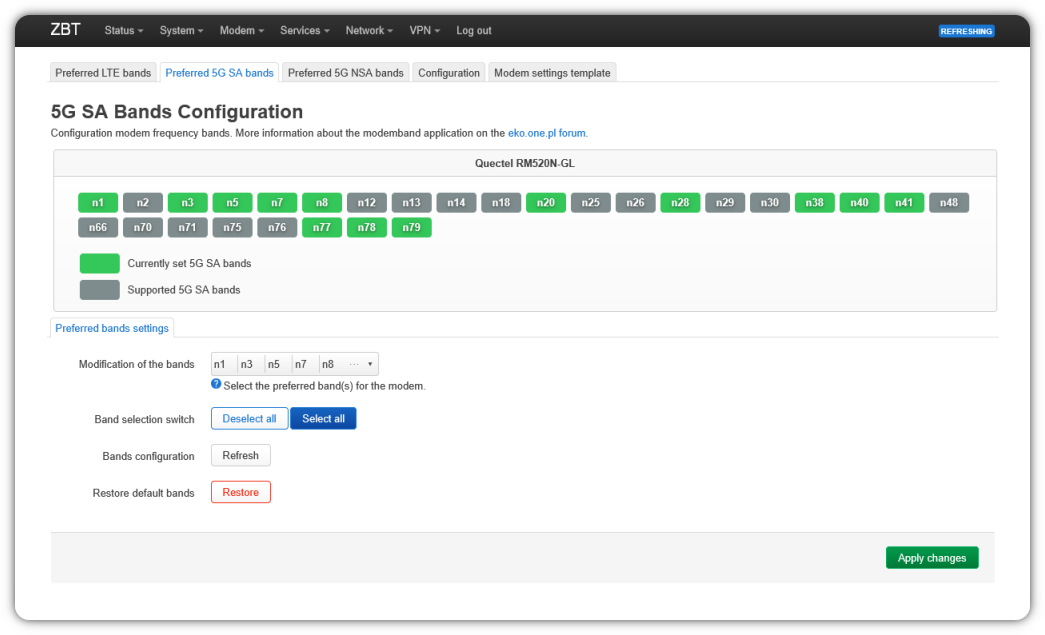 ZBT Status System Modem Services Network VPN Log out REFRESHING
Preferred LTE bands Preferred 5G SA bands Preferred 5G NSA bands Configuration Modem settings template
5G SA Bands Configuration
Configuration modem frequency bands. More information about the modemband application on the eko.one.pl forum.
Quectel RM520N-GL
n1 n2 n3 n5 n7 n8 n12 n13 n14 n18 n20 n25 n26 n28 n29 n30 n38 n40 n41 n48
n66 n70 n71 n75 n76 n77 n78 n79
Currently set 5G SA bands
Supported 5G SA bands
Preferred bands settings
Modification of the bands n1 n3 n5 n7 n8 ...
Select the preferred band(s) for the modem.
Band selection switch Deselect all Select all
Bands configuration Refresh
Restore default bands Restore
Apply changes